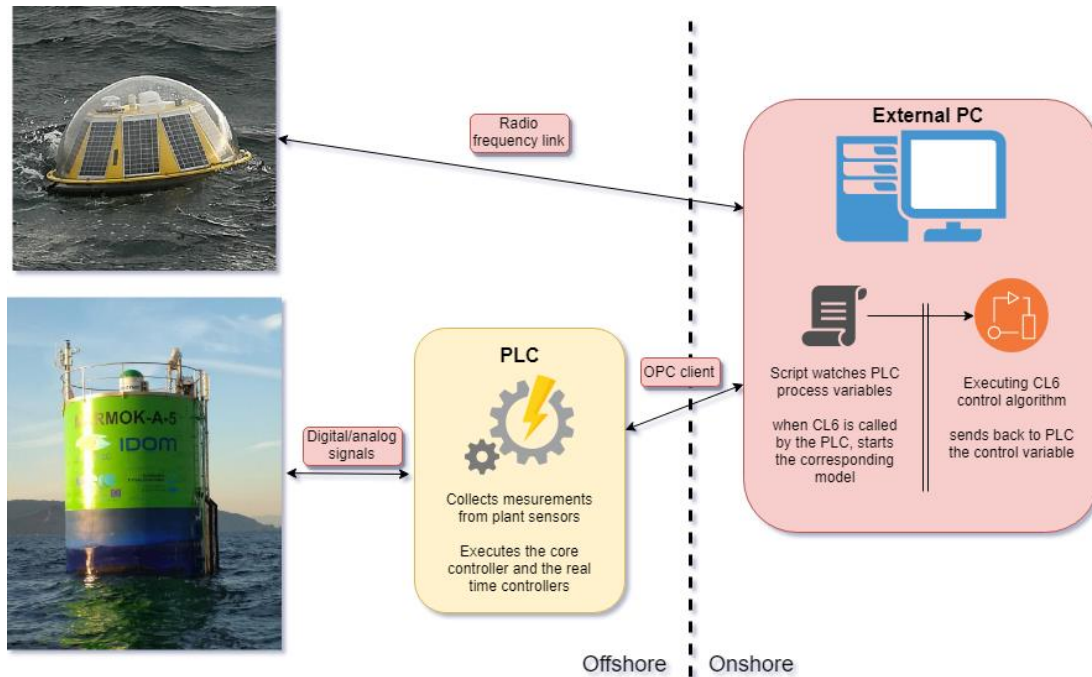 Radio
frequency link
External PC
Script watches PLC
process variables
when CL6 is called
by the PLC, starts
the corresponding
model
Executing CL6
control algorithm
sends back to PLC
the control variable
OPC client
PLC
Collects mesurements
from plant sensors
Executes the core
controller and the real
time controllers
Digital/analog
signals
RMOK-A-5
IDOM
Offshore
Onshore